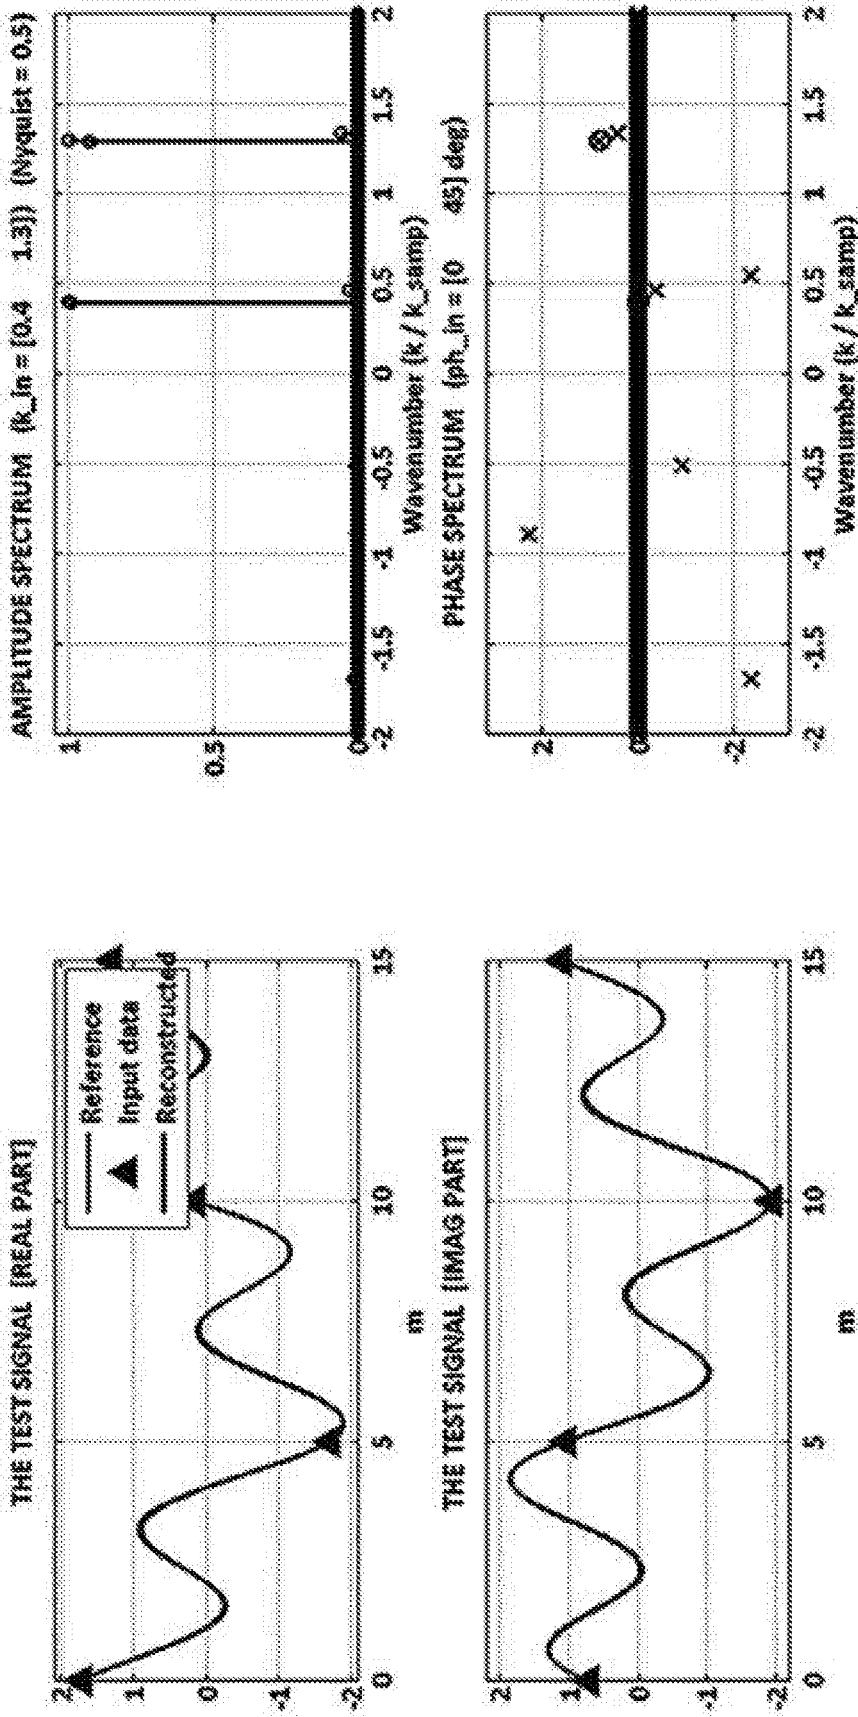 THE TEST SIGNAL [REAL PART]
2
1
0
-1
-2
Reference
Input data
Reconstructed
0 5 10 15
m
AMPLITUDE SPECTRUM (k_in = [0.4 1.3]) (Nyquist = 0.5)
1
0.5
0
-2 -1.5 -1 -0.5 0 0.5 1 1.5 2
Wavenumber (k / k_samp)
THE TEST SIGNAL [IMAG PART]
2
1
0
-1
-2
0 5 10 15
m
PHASE SPECTRUM (ph_in = [0 45] deg)
2
0
-2
-2 -1.5 -1 -0.5 0 0.5 1 1.5 2
Wavenumber (k / k_samp)